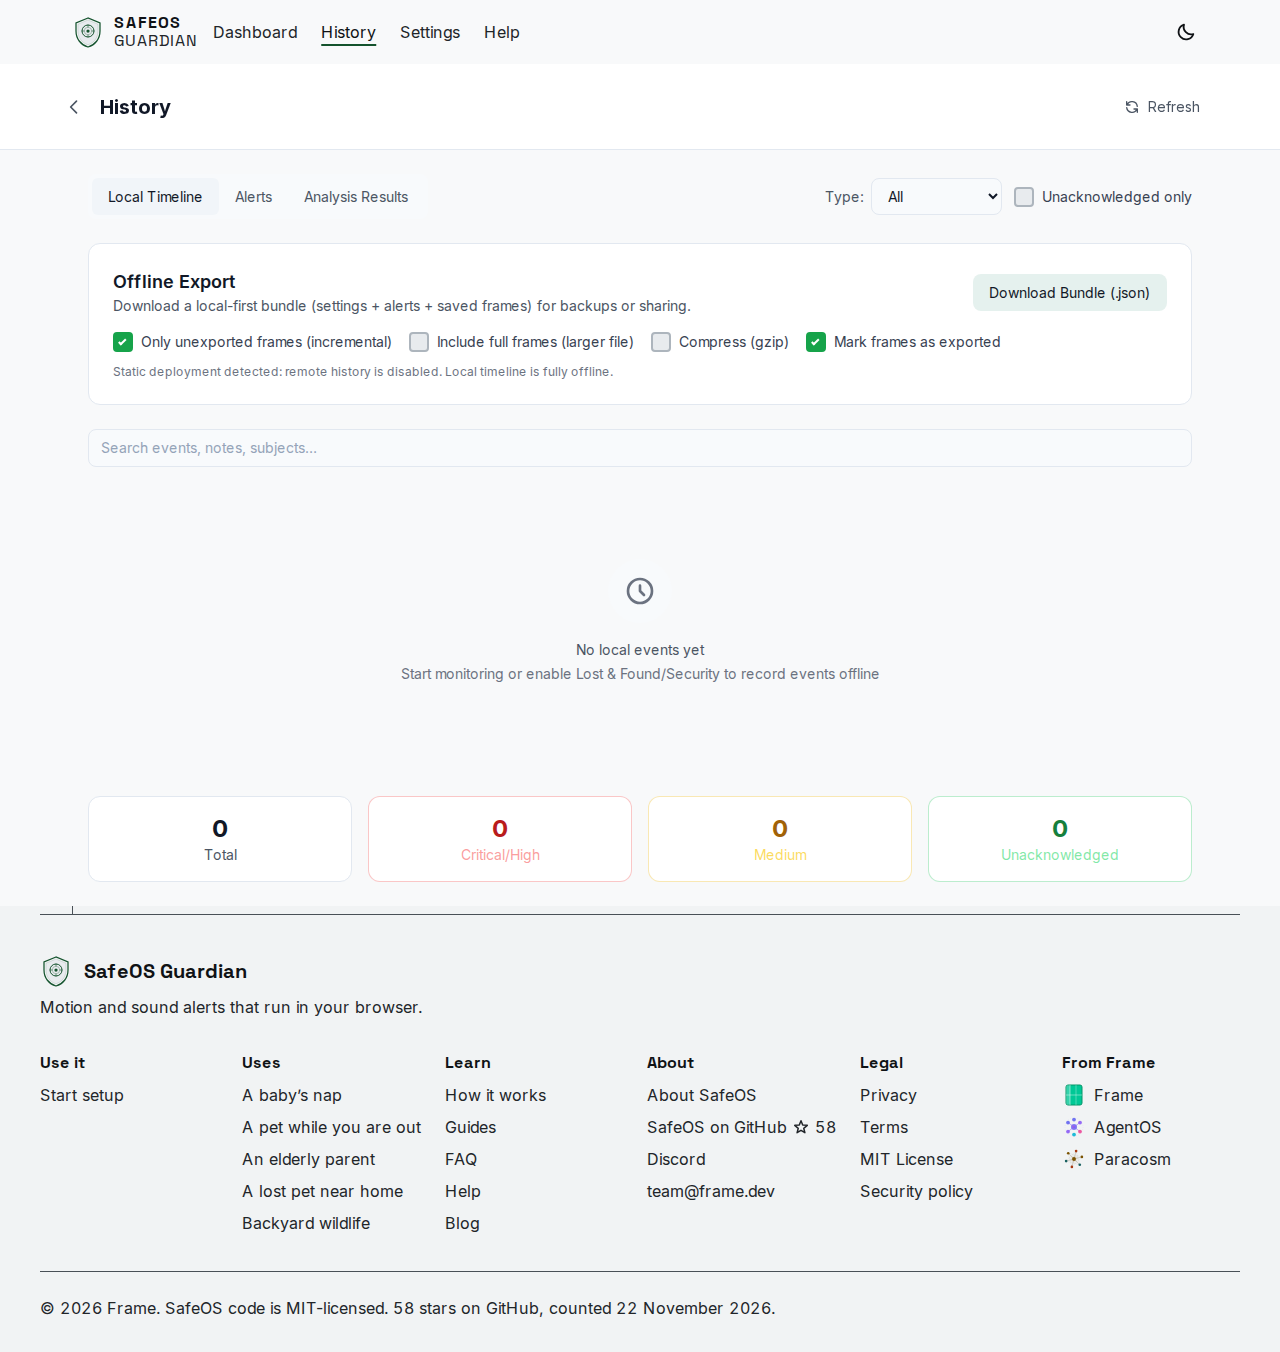 SAFEOS
GUARDIAN
Dashboard
History
Settings
Help
History
Refresh
Local Timeline
Alerts
Analysis Results
Type:
All
Unacknowledged only
Offline Export
Download a local-first bundle (settings + alerts + saved frames) for backups or sharing.
Download Bundle (.json)
Only unexported frames (incremental)
Include full frames (larger file)
Compress (gzip)
Mark frames as exported
Static deployment detected: remote history is disabled. Local timeline is fully offline.
Search events, notes, subjects...
No local events yet
Start monitoring or enable Lost & Found/Security to record events offline
0
Total
0
Critical/High
0
Medium
0
Unacknowledged
SafeOS Guardian
Motion and sound alerts that run in your browser.
Use it
Start setup
Uses
A baby’s nap
A pet while you are out
An elderly parent
A lost pet near home
Backyard wildlife
Learn
How it works
Guides
FAQ
Help
Blog
About
About SafeOS
SafeOS on GitHub ☆ 58
Discord
team@frame.dev
Legal
Privacy
Terms
MIT License
Security policy
From Frame
Frame
AgentOS
Paracosm
© 2026 Frame. SafeOS code is MIT-licensed. 58 stars on GitHub, counted 22 November 2026.